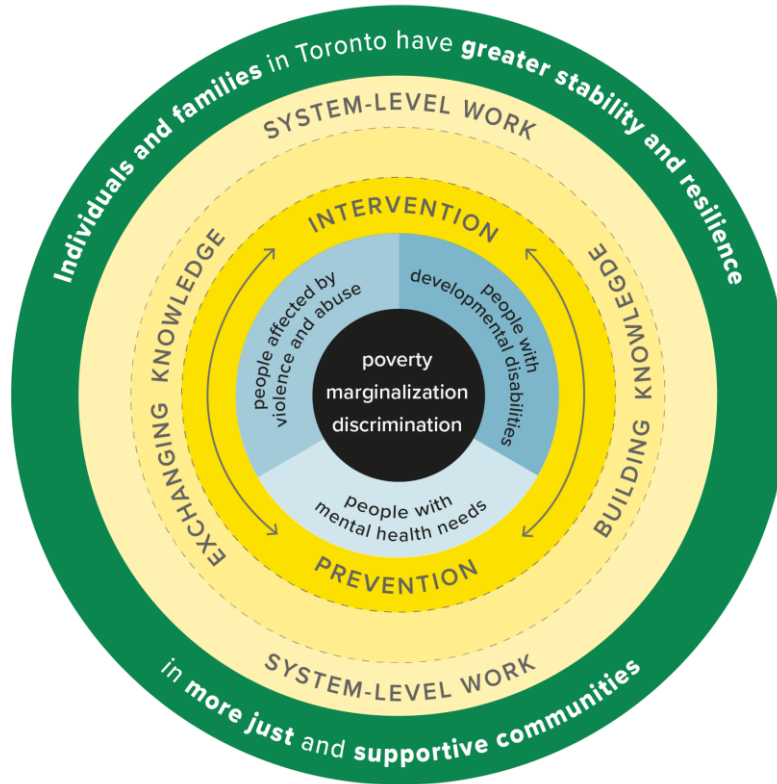 Individuals and families in Toronto have greater stability and resilience
SYSTEM-LEVEL WORK
EXCHANGING KNOWLEDGE
BUILDING KNOWLEGDE
INTERVENTION
people affected by
violence and abuse
people with
developmental disabilities
poverty
marginalization
discrimination
people with
mental health needs
PREVENTION
SYSTEM-LEVEL WORK
in more just and supportive communities